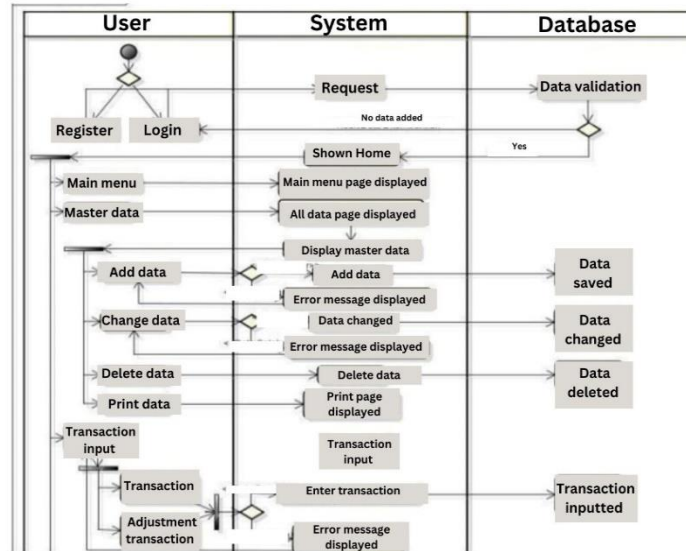 User System Database
Request Data validation
No data added
Register Login
Yes
Shown Home
Main menu Main menu page displayed
Master data All data page displayed
Display master data
Add data Add data Data
saved
Error message displayed
Change data Data changed Data
changed
Error message displayed
Delete data Delete data Data
deleted
Print data Print page
displayed
Transaction
input
Transaction
input
Transaction Enter transaction Transaction
inputted
Adjustment
transaction
Error message
displayed